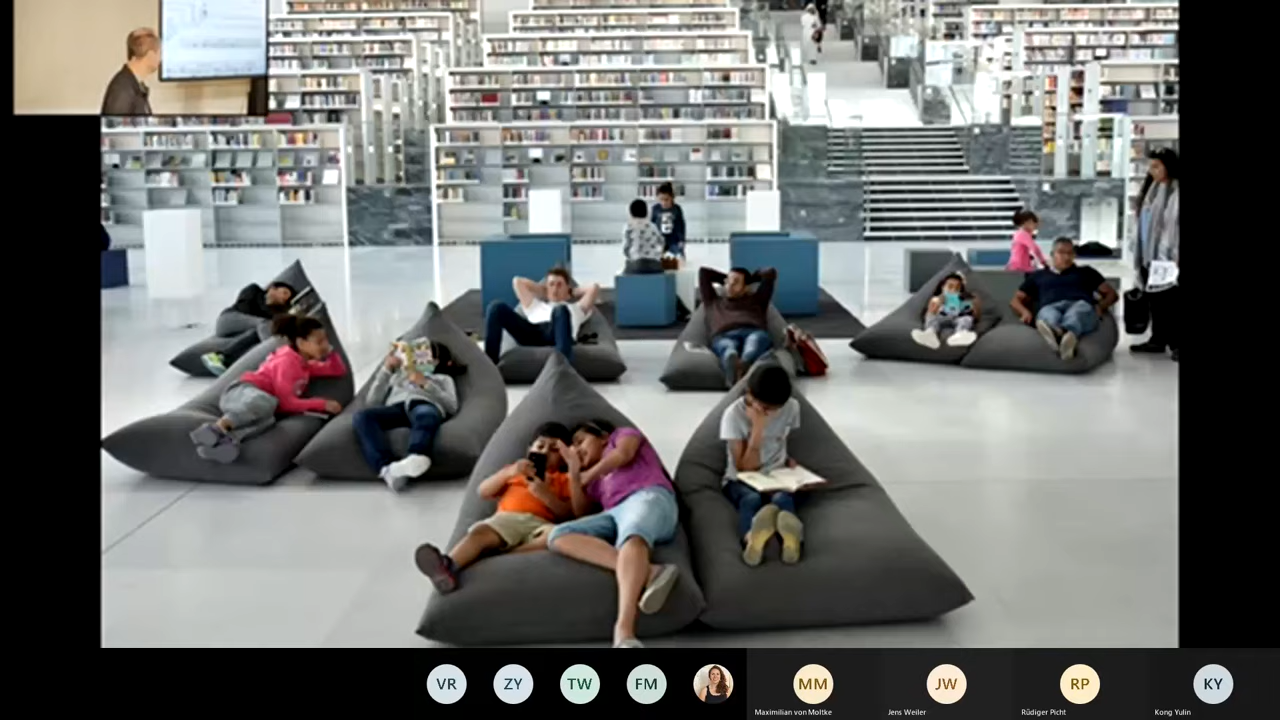 VR
ZY
TW
FM
MM
JW
RP
KY
Maximilian von Moltke
Jens Weiler
Rüdiger Picht
Kong Yulin